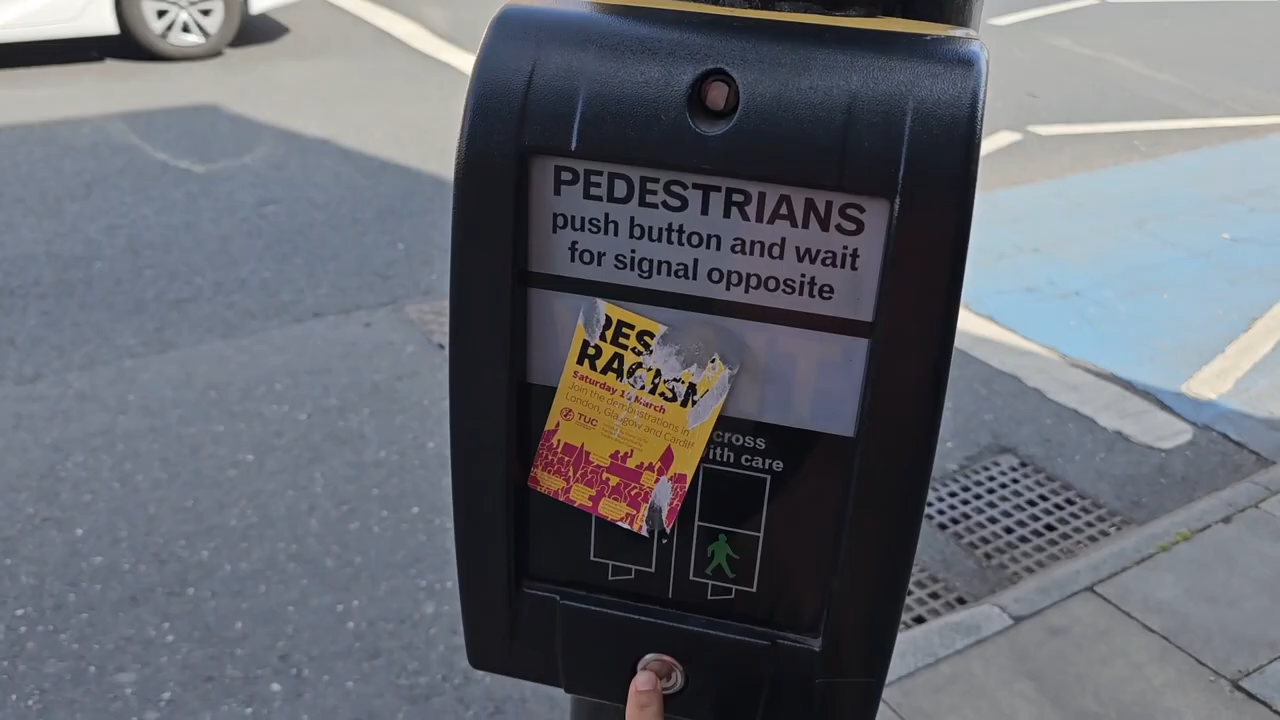 PEDESTRIANS
push button and wait
for signal opposite
RES
RACISM
Saturday 16 March
Join the demonstrations in
London, Glasgow and Cardiff
TUC
cross
with care